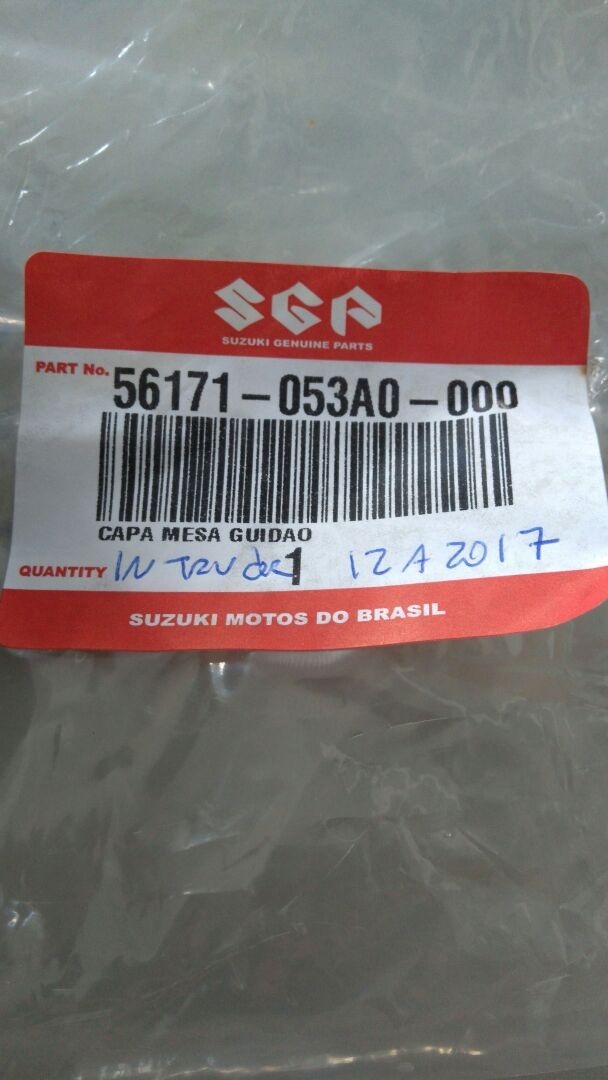 SGP
SUZUKI GENUINE PARTS
PART No. 56171-053A0-000
CAPA MESA GUIDAO
QUANTITY INTRUder 1 12 A 2017
SUZUKI MOTOS DO BRASIL